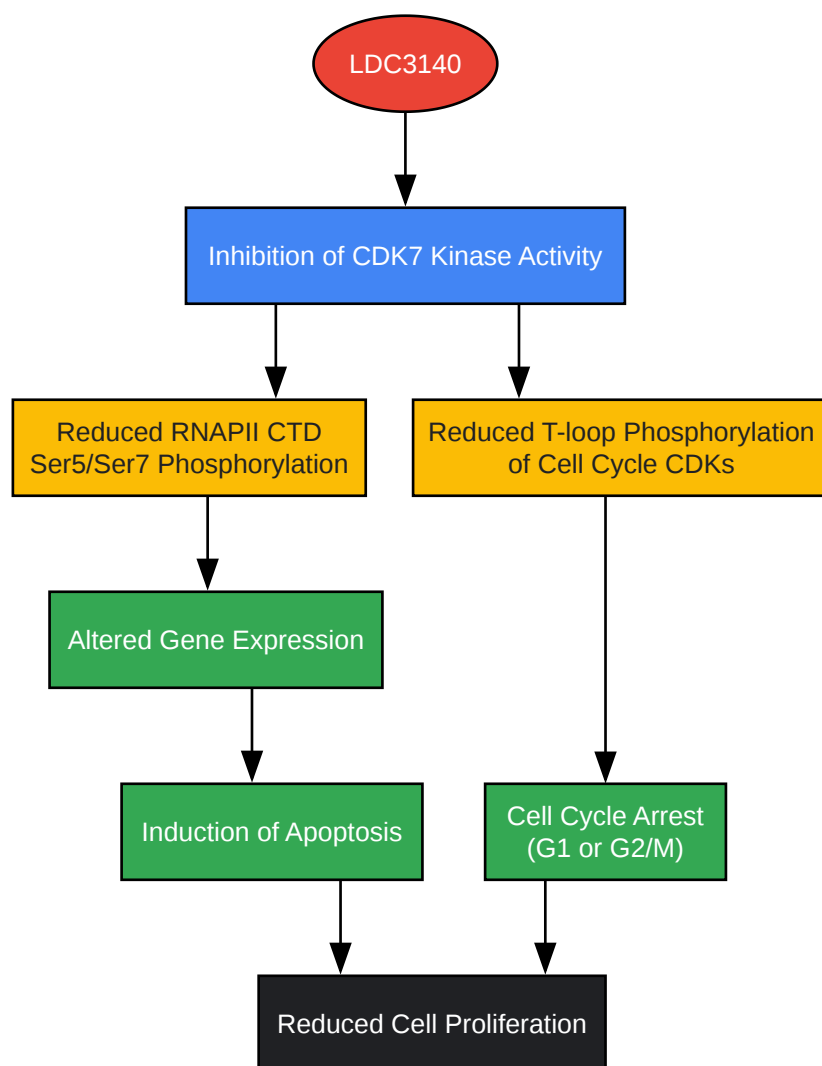 LDC3140
Inhibition of CDK7 Kinase Activity
Reduced RNAPII CTD
Ser5/Ser7 Phosphorylation
Reduced T-loop Phosphorylation
of Cell Cycle CDKs
Altered Gene Expression
Induction of Apoptosis
Cell Cycle Arrest
(G1 or G2/M)
Reduced Cell Proliferation